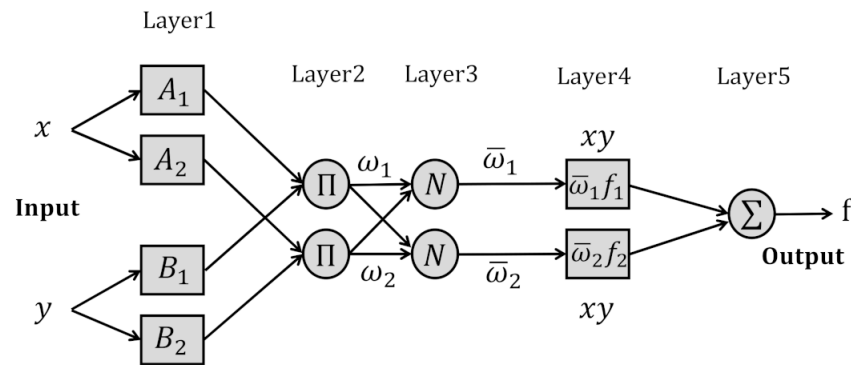 Layer1
Layer2 Layer3 Layer4 Layer5
A₁
x
A₂
xy
ω₁ ω̅₁
Π N ω̅₁f₁
Input
Σ f
Π N ω̅₂f₂
Output
B₁
ω₂ ω̅₂
y
xy
B₂